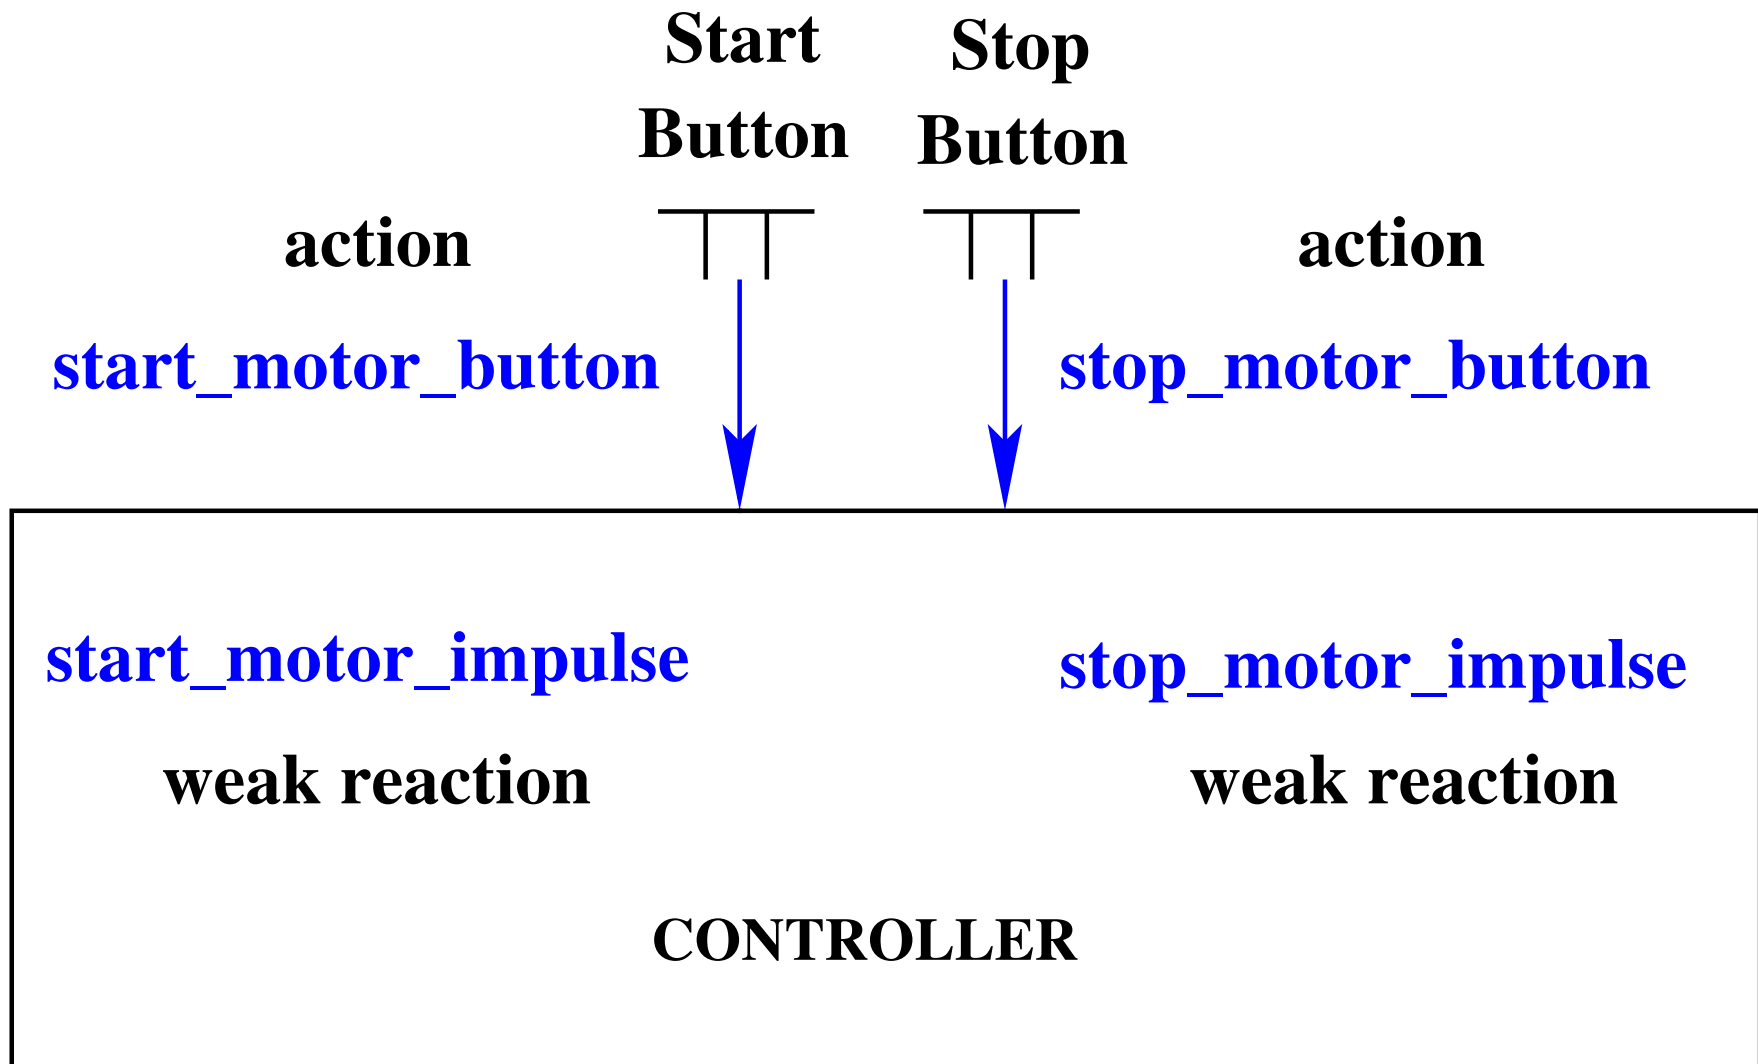 Start
Button
Stop
Button
action
action
start_motor_button
stop_motor_button
start_motor_impulse
stop_motor_impulse
weak reaction
weak reaction
CONTROLLER